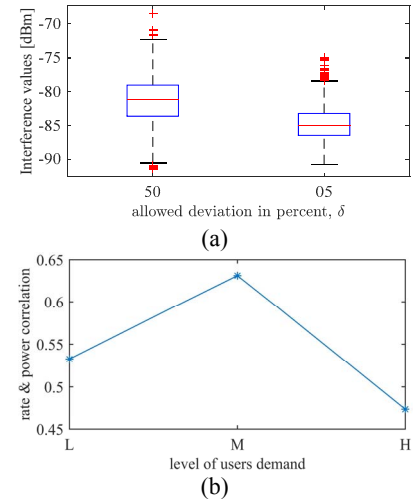 Interference values [dBm]
-70
-75
-80
-85
-90
50 05
allowed deviation in percent, δ
(a)
rate & power correlation
0.65
0.6
0.55
0.5
0.45
L M H
level of users demand
(b)